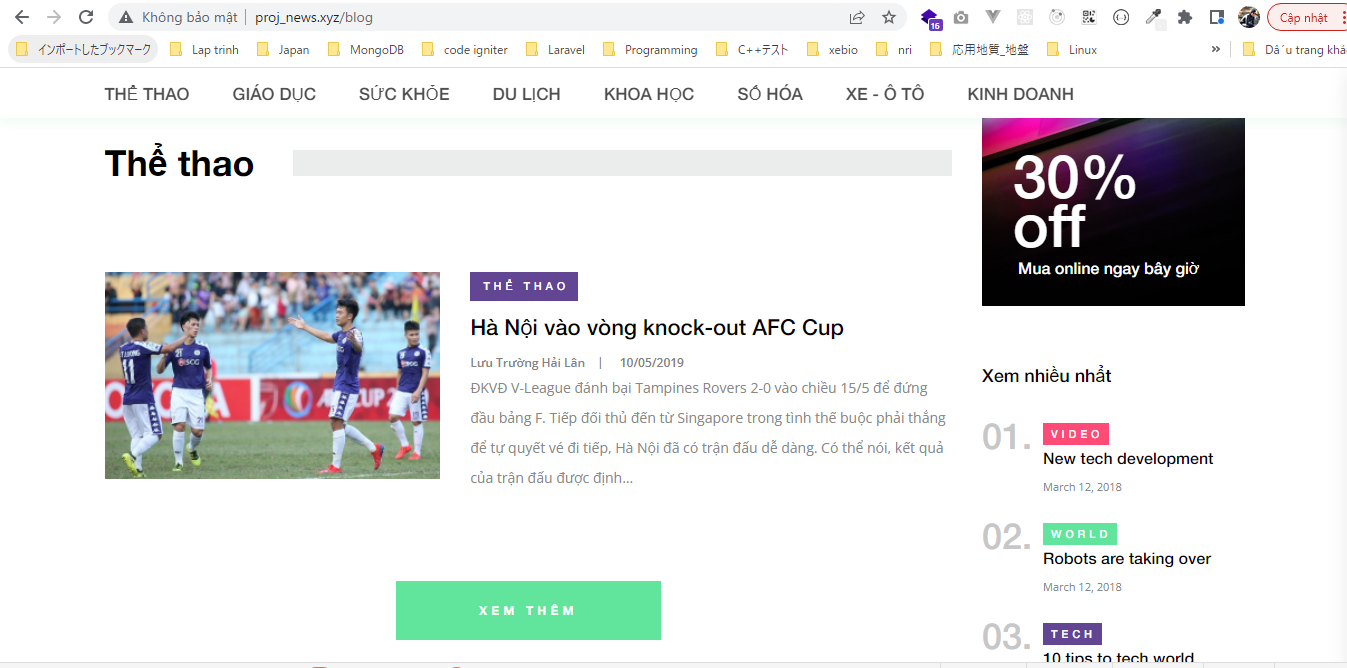 Không bảo mật | proj_news.xyz/blog
16
Cập nhật
インポートしたブックマーク Lap trinh Japan MongoDB code igniter Laravel Programming C++テスト xebio nri 応用地質_地盤 Linux » Dấu trang khá
THỂ THAO GIÁO DỤC SỨC KHỎE DU LỊCH KHOA HỌC SỐ HÓA XE - Ô TÔ KINH DOANH
Thể thao
THỂ THAO
Hà Nội vào vòng knock-out AFC Cup
Lưu Trường Hải Lân | 10/05/2019
ĐKVĐ V-League đánh bại Tampines Rovers 2-0 vào chiều 15/5 để đứng
đầu bảng F. Tiếp đối thủ đến từ Singapore trong tình thế buộc phải thắng
để tự quyết vé đi tiếp, Hà Nội đã có trận đấu dễ dàng. Có thể nói, kết quả
của trận đấu được định...
11
21
SCG
XEM THÊM
30%
off
Mua online ngay bây giờ
Xem nhiều nhất
01.
VIDEO
New tech development
March 12, 2018
02.
WORLD
Robots are taking over
March 12, 2018
03.
TECH
10 tips to tech world